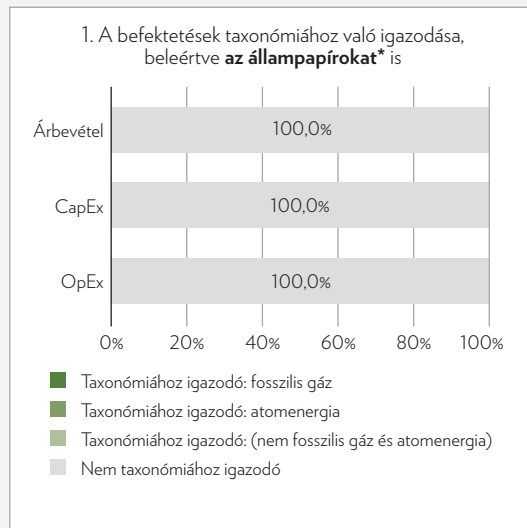 1. A befektetések taxonómiához való igazodása,
beleértve az állampapírokat* is
Árbevétel
100,0%
CapEx
100,0%
OpEx
100,0%
0% 20% 40% 60% 80% 100%
Taxonómiához igazodó: fosszilis gáz
Taxonómiához igazodó: atomenergia
Taxonómiához igazodó: (nem fosszilis gáz és atomenergia)
Nem taxonómiához igazodó